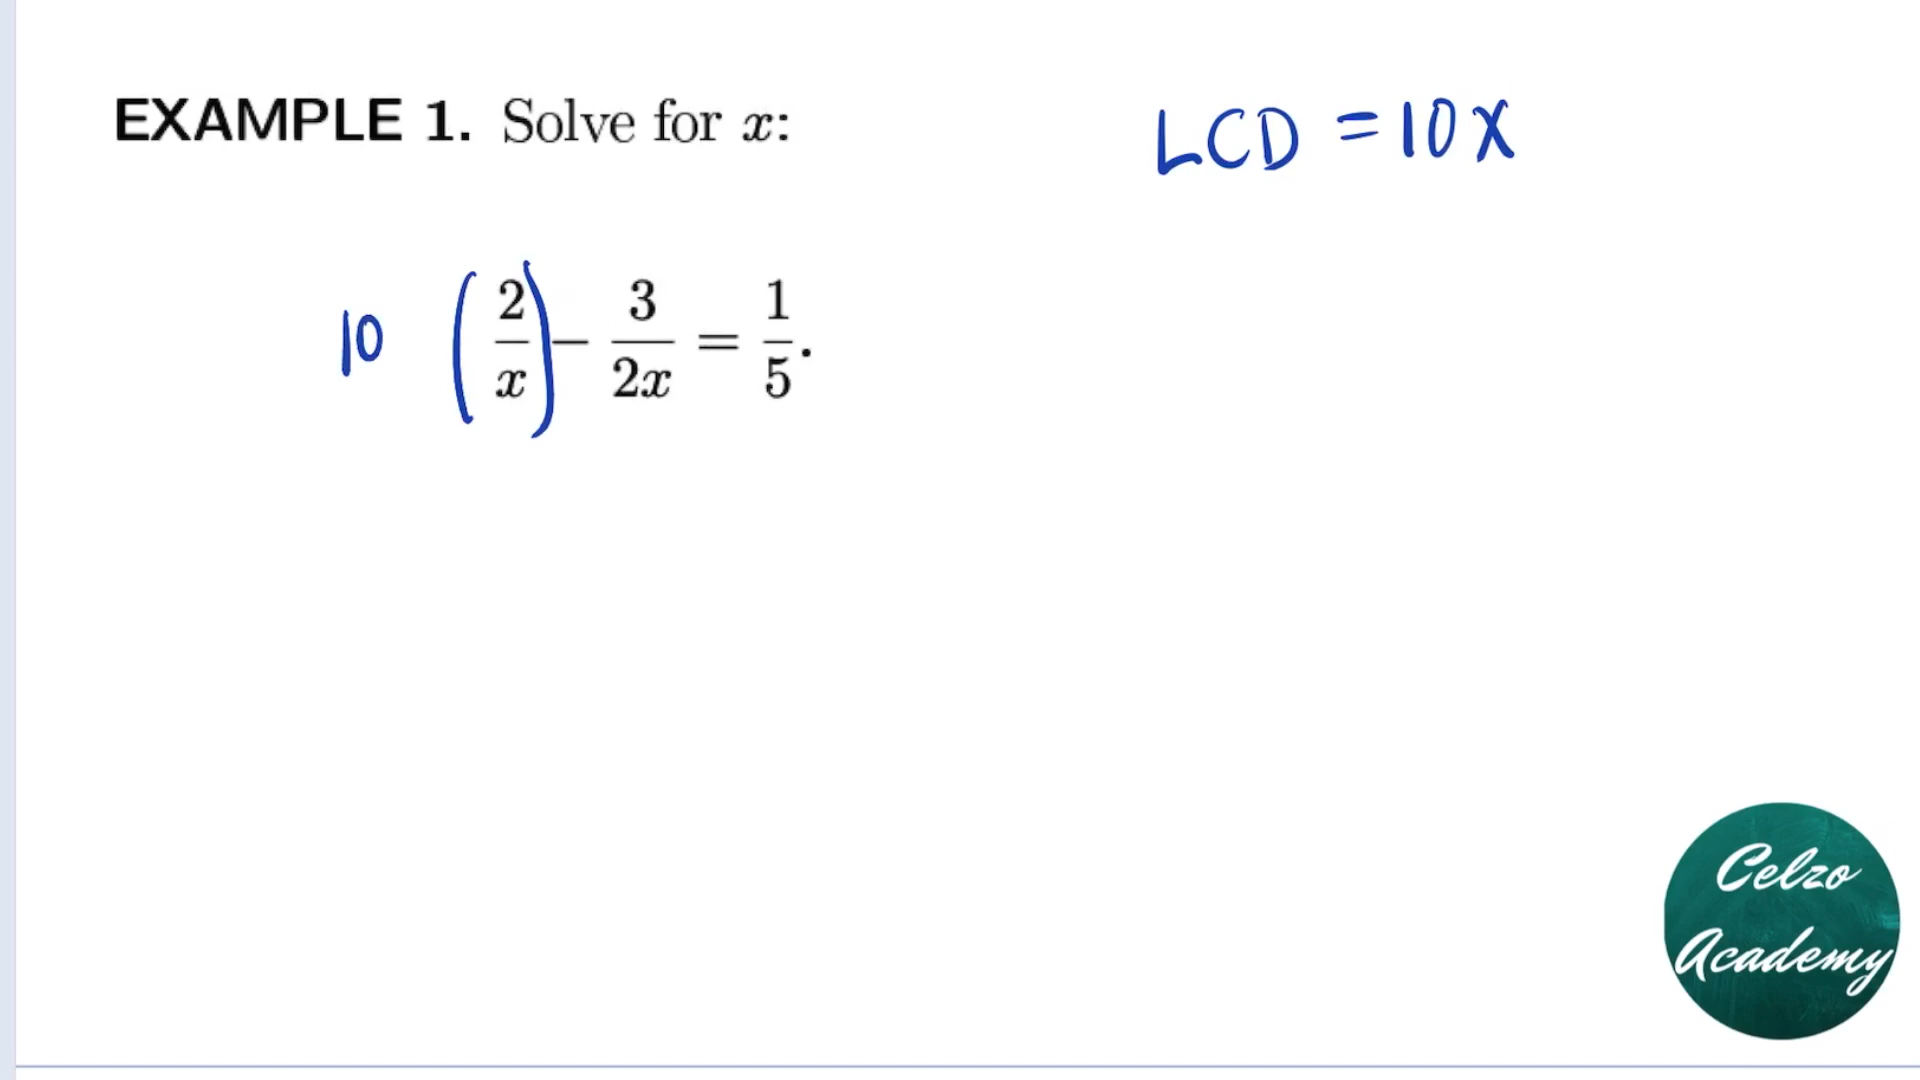 EXAMPLE 1. Solve for x:
LCD = 10X
10 (2/x) - 3/2x = 1/5.
Celzo
Academy